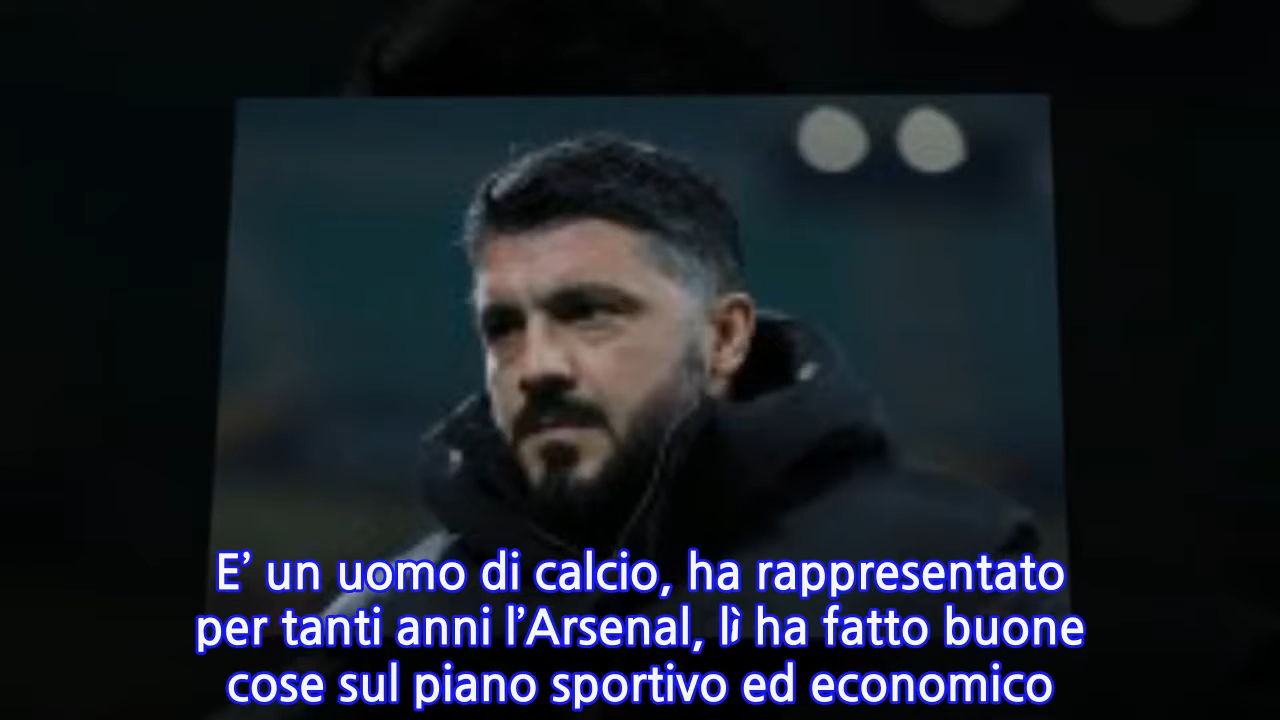 E’ un uomo di calcio, ha rappresentato
per tanti anni l’Arsenal, lì ha fatto buone
cose sul piano sportivo ed economico